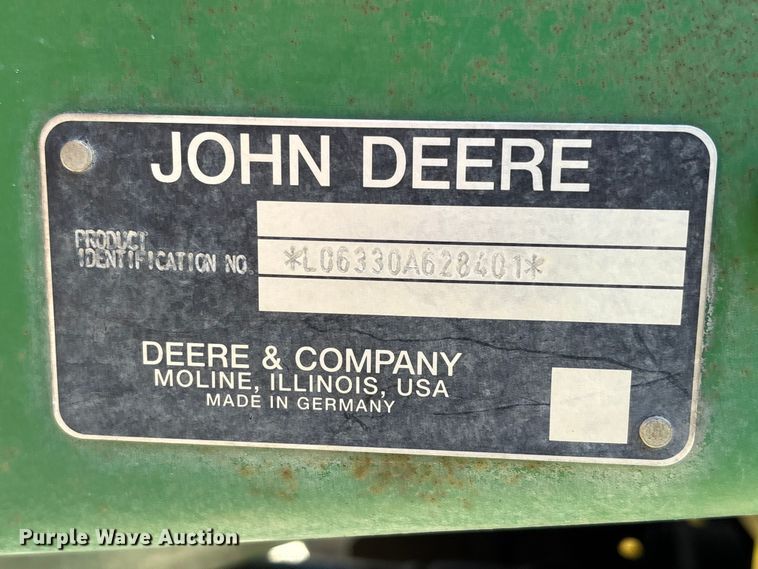 JOHN DEERE
PRODUCT
IDENTIFICATION NO.
*L06330A628401*
DEERE & COMPANY
MOLINE, ILLINOIS, USA
MADE IN GERMANY
Purple Wave Auction